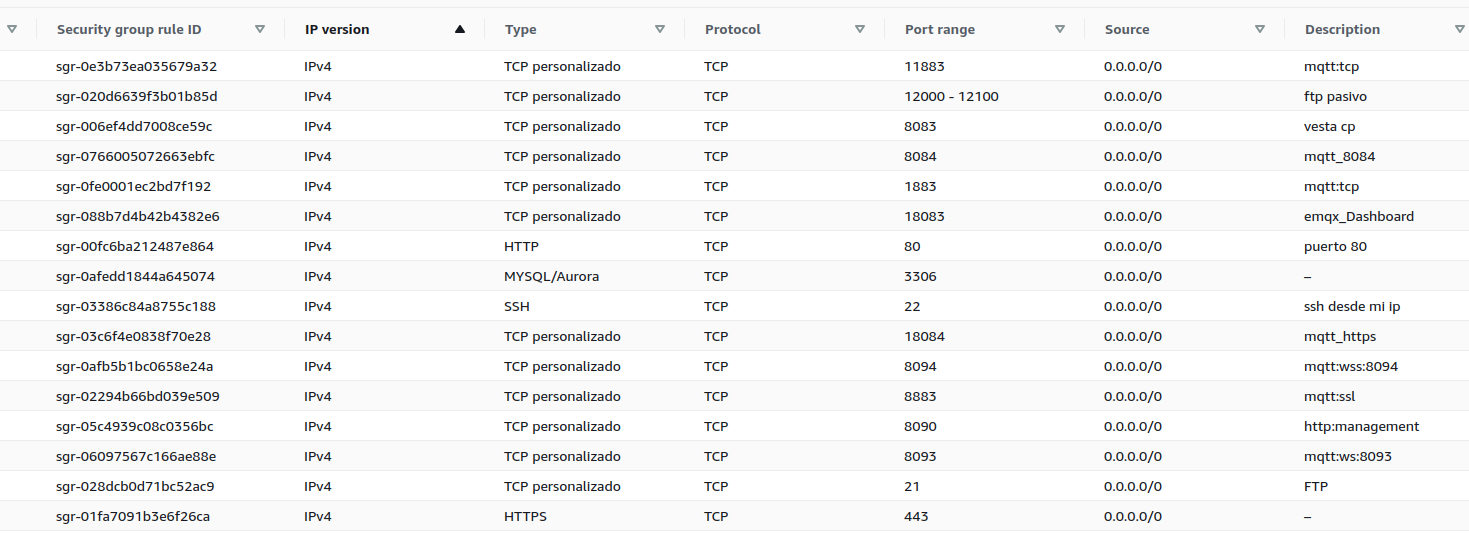 Security group rule ID IP version Type Protocol Port range Source Description
sgr-0e3b73ea035679a32 IPv4 TCP personalizado TCP 11883 0.0.0.0/0 mqtt:tcp
sgr-020d6639f3b01b85d IPv4 TCP personalizado TCP 12000 - 12100 0.0.0.0/0 ftp pasivo
sgr-006ef4dd7008ce59c IPv4 TCP personalizado TCP 8083 0.0.0.0/0 vesta cp
sgr-0766005072663ebfc IPv4 TCP personalizado TCP 8084 0.0.0.0/0 mqtt_8084
sgr-0fe0001ec2bd7f192 IPv4 TCP personalizado TCP 1883 0.0.0.0/0 mqtt:tcp
sgr-088b7d4b42b4382e6 IPv4 TCP personalizado TCP 18083 0.0.0.0/0 emqx_Dashboard
sgr-00fc6ba212487e864 IPv4 HTTP TCP 80 0.0.0.0/0 puerto 80
sgr-0afedd1844a645074 IPv4 MYSQL/Aurora TCP 3306 0.0.0.0/0 –
sgr-03386c84a8755c188 IPv4 SSH TCP 22 0.0.0.0/0 ssh desde mi ip
sgr-03c6f4e0838f70e28 IPv4 TCP personalizado TCP 18084 0.0.0.0/0 mqtt_https
sgr-0afb5b1bc0658e24a IPv4 TCP personalizado TCP 8094 0.0.0.0/0 mqtt:wss:8094
sgr-02294b66bd039e509 IPv4 TCP personalizado TCP 8883 0.0.0.0/0 mqtt:ssl
sgr-05c4939c08c0356bc IPv4 TCP personalizado TCP 8090 0.0.0.0/0 http:management
sgr-06097567c166ae88e IPv4 TCP personalizado TCP 8093 0.0.0.0/0 mqtt:ws:8093
sgr-028dcb0d71bc52ac9 IPv4 TCP personalizado TCP 21 0.0.0.0/0 FTP
sgr-01fa7091b3e6f26ca IPv4 HTTPS TCP 443 0.0.0.0/0 –